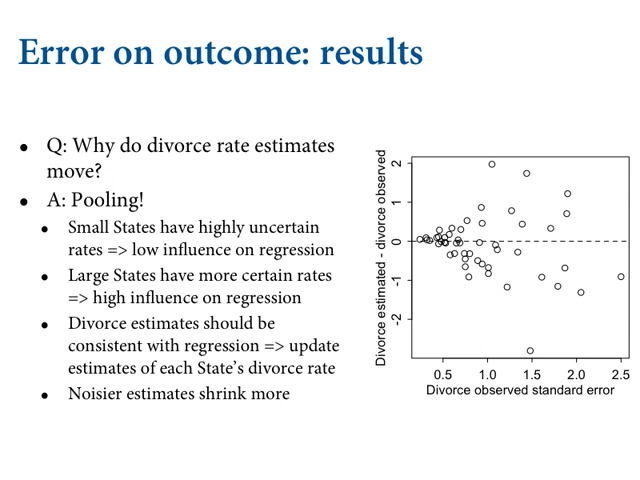 Error on outcome: results
• Q: Why do divorce rate estimates
move?
• A: Pooling!
• Small States have highly uncertain
rates => low influence on regression
• Large States have more certain rates
=> high influence on regression
• Divorce estimates should be
consistent with regression => update
estimates of each State's divorce rate
• Noisier estimates shrink more
Divorce estimated - divorce observed
2
1
0
-1
-2
0.5 1.0 1.5 2.0 2.5
Divorce observed standard error